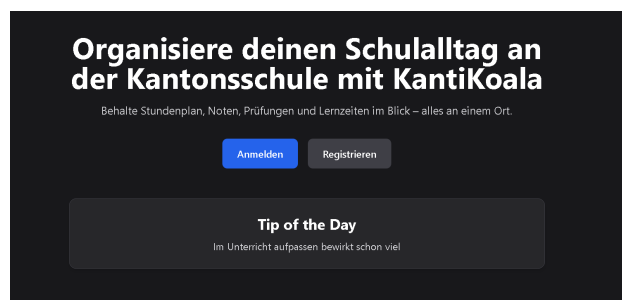 Organisiere deinen Schulalltag an
der Kantonsschule mit KantiKoala
Behalte Stundenplan, Noten, Prüfungen und Lernzeiten im Blick – alles an einem Ort.
Anmelden
Registrieren
Tip of the Day
Im Unterricht aufpassen bewirkt schon viel